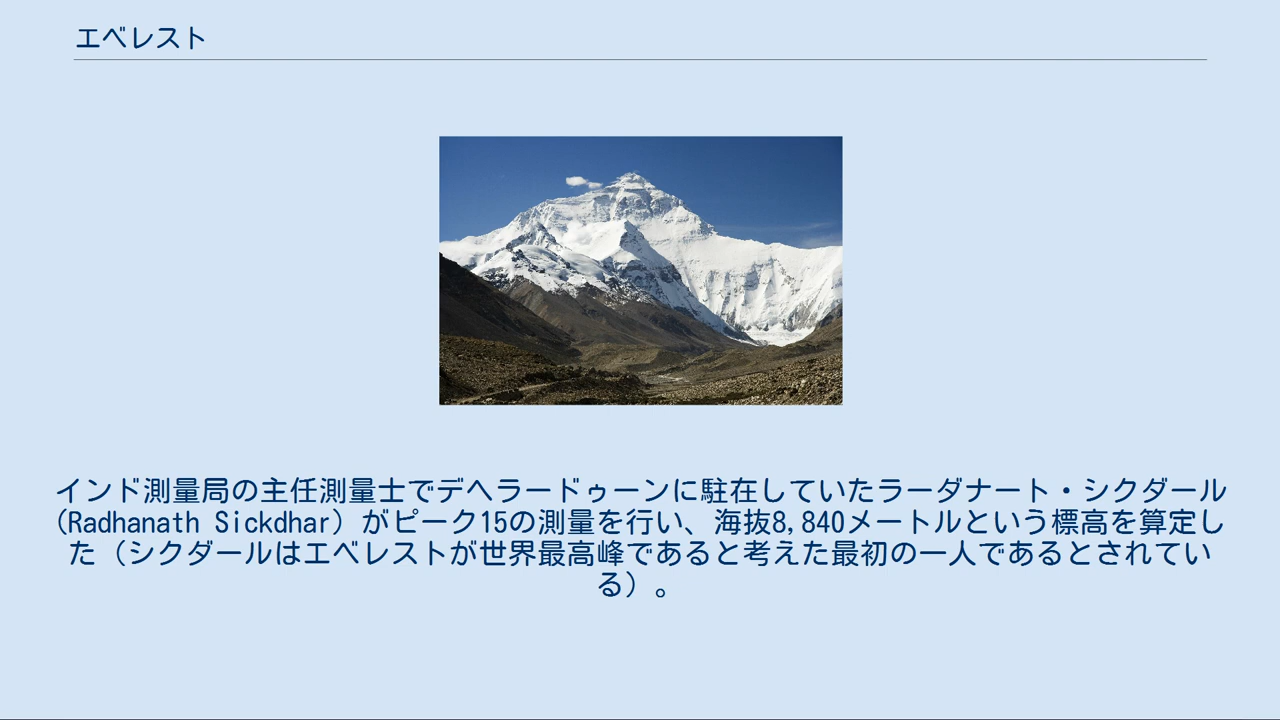 エベレスト
インド測量局の主任測量士でデヘラードゥーンに駐在していたラーダナート・シクダール
(Radhanath Sickdhar) がピーク15の測量を行い、海抜8,840メートルという標高を算定し
た（シクダールはエベレストが世界最高峰であると考えた最初の一人であるとされてい
る）。